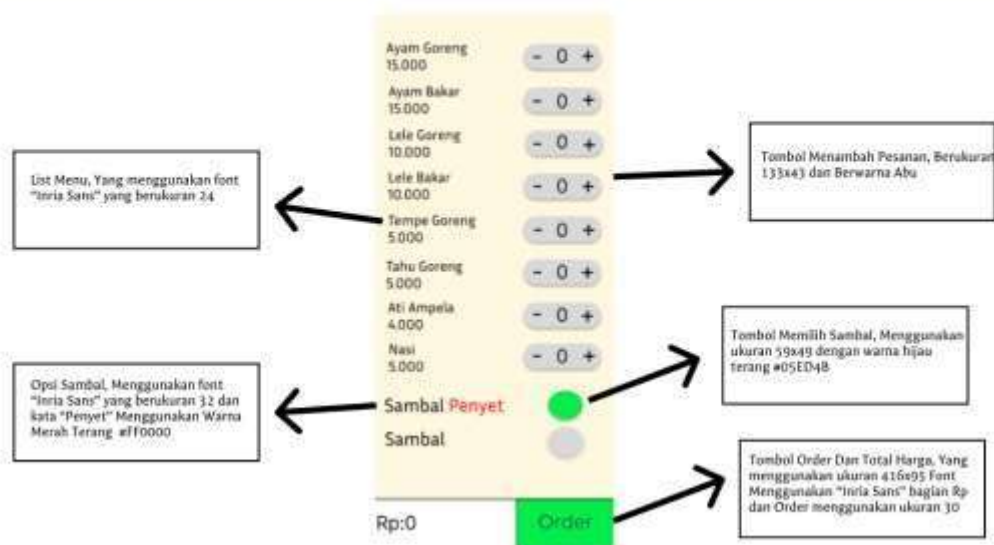 Ayam Goreng
15.000
- 0 +
Ayam Bakar
15.000
- 0 +
Lele Goreng
10.000
- 0 +
Lele Bakar
10.000
- 0 +
Tempe Goreng
5.000
- 0 +
Tahu Goreng
5.000
- 0 +
Ati Ampela
4.000
- 0 +
Nasi
5.000
- 0 +
Sambal Penyet
Sambal
Rp:0
Order
List Menu, Yang menggunakan font
"Inria Sans" yang berukuran 24
Opsi Sambal, Menggunakan font
"Inria Sans" yang berukuran 32 dan
kata "Penyet" Menggunakan Warna
Merah Terang #FF0000
Tombol Menambah Pesanan, Berukuran
133x43 dan Berwarna Abu
Tombol Memilih Sambal, Menggunakan
ukuran 59x49 dengan warna hijau
terang #05ED4B
Tombol Order Dan Total Harga, Yang
menggunakan ukuran 416x95 Font
Menggunakan "Inria Sans" bagian Rp
dan Order menggunakan ukuran 30